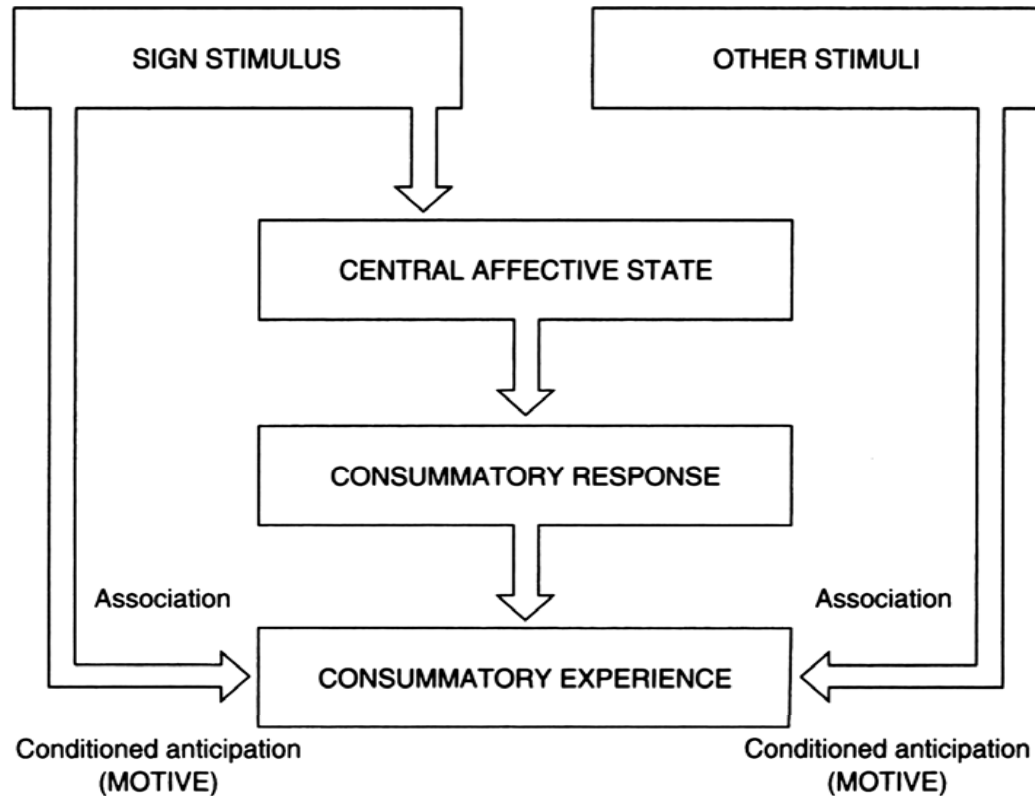 SIGN STIMULUS
OTHER STIMULI
CENTRAL AFFECTIVE STATE
CONSUMMATORY RESPONSE
Association
Association
CONSUMMATORY EXPERIENCE
Conditioned anticipation
(MOTIVE)
Conditioned anticipation
(MOTIVE)